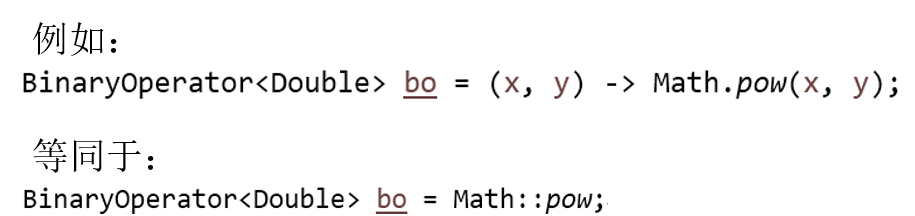 例如：
BinaryOperator<Double> bo = (x, y) -> Math.pow(x, y);
等同于：
BinaryOperator<Double> bo = Math::pow;